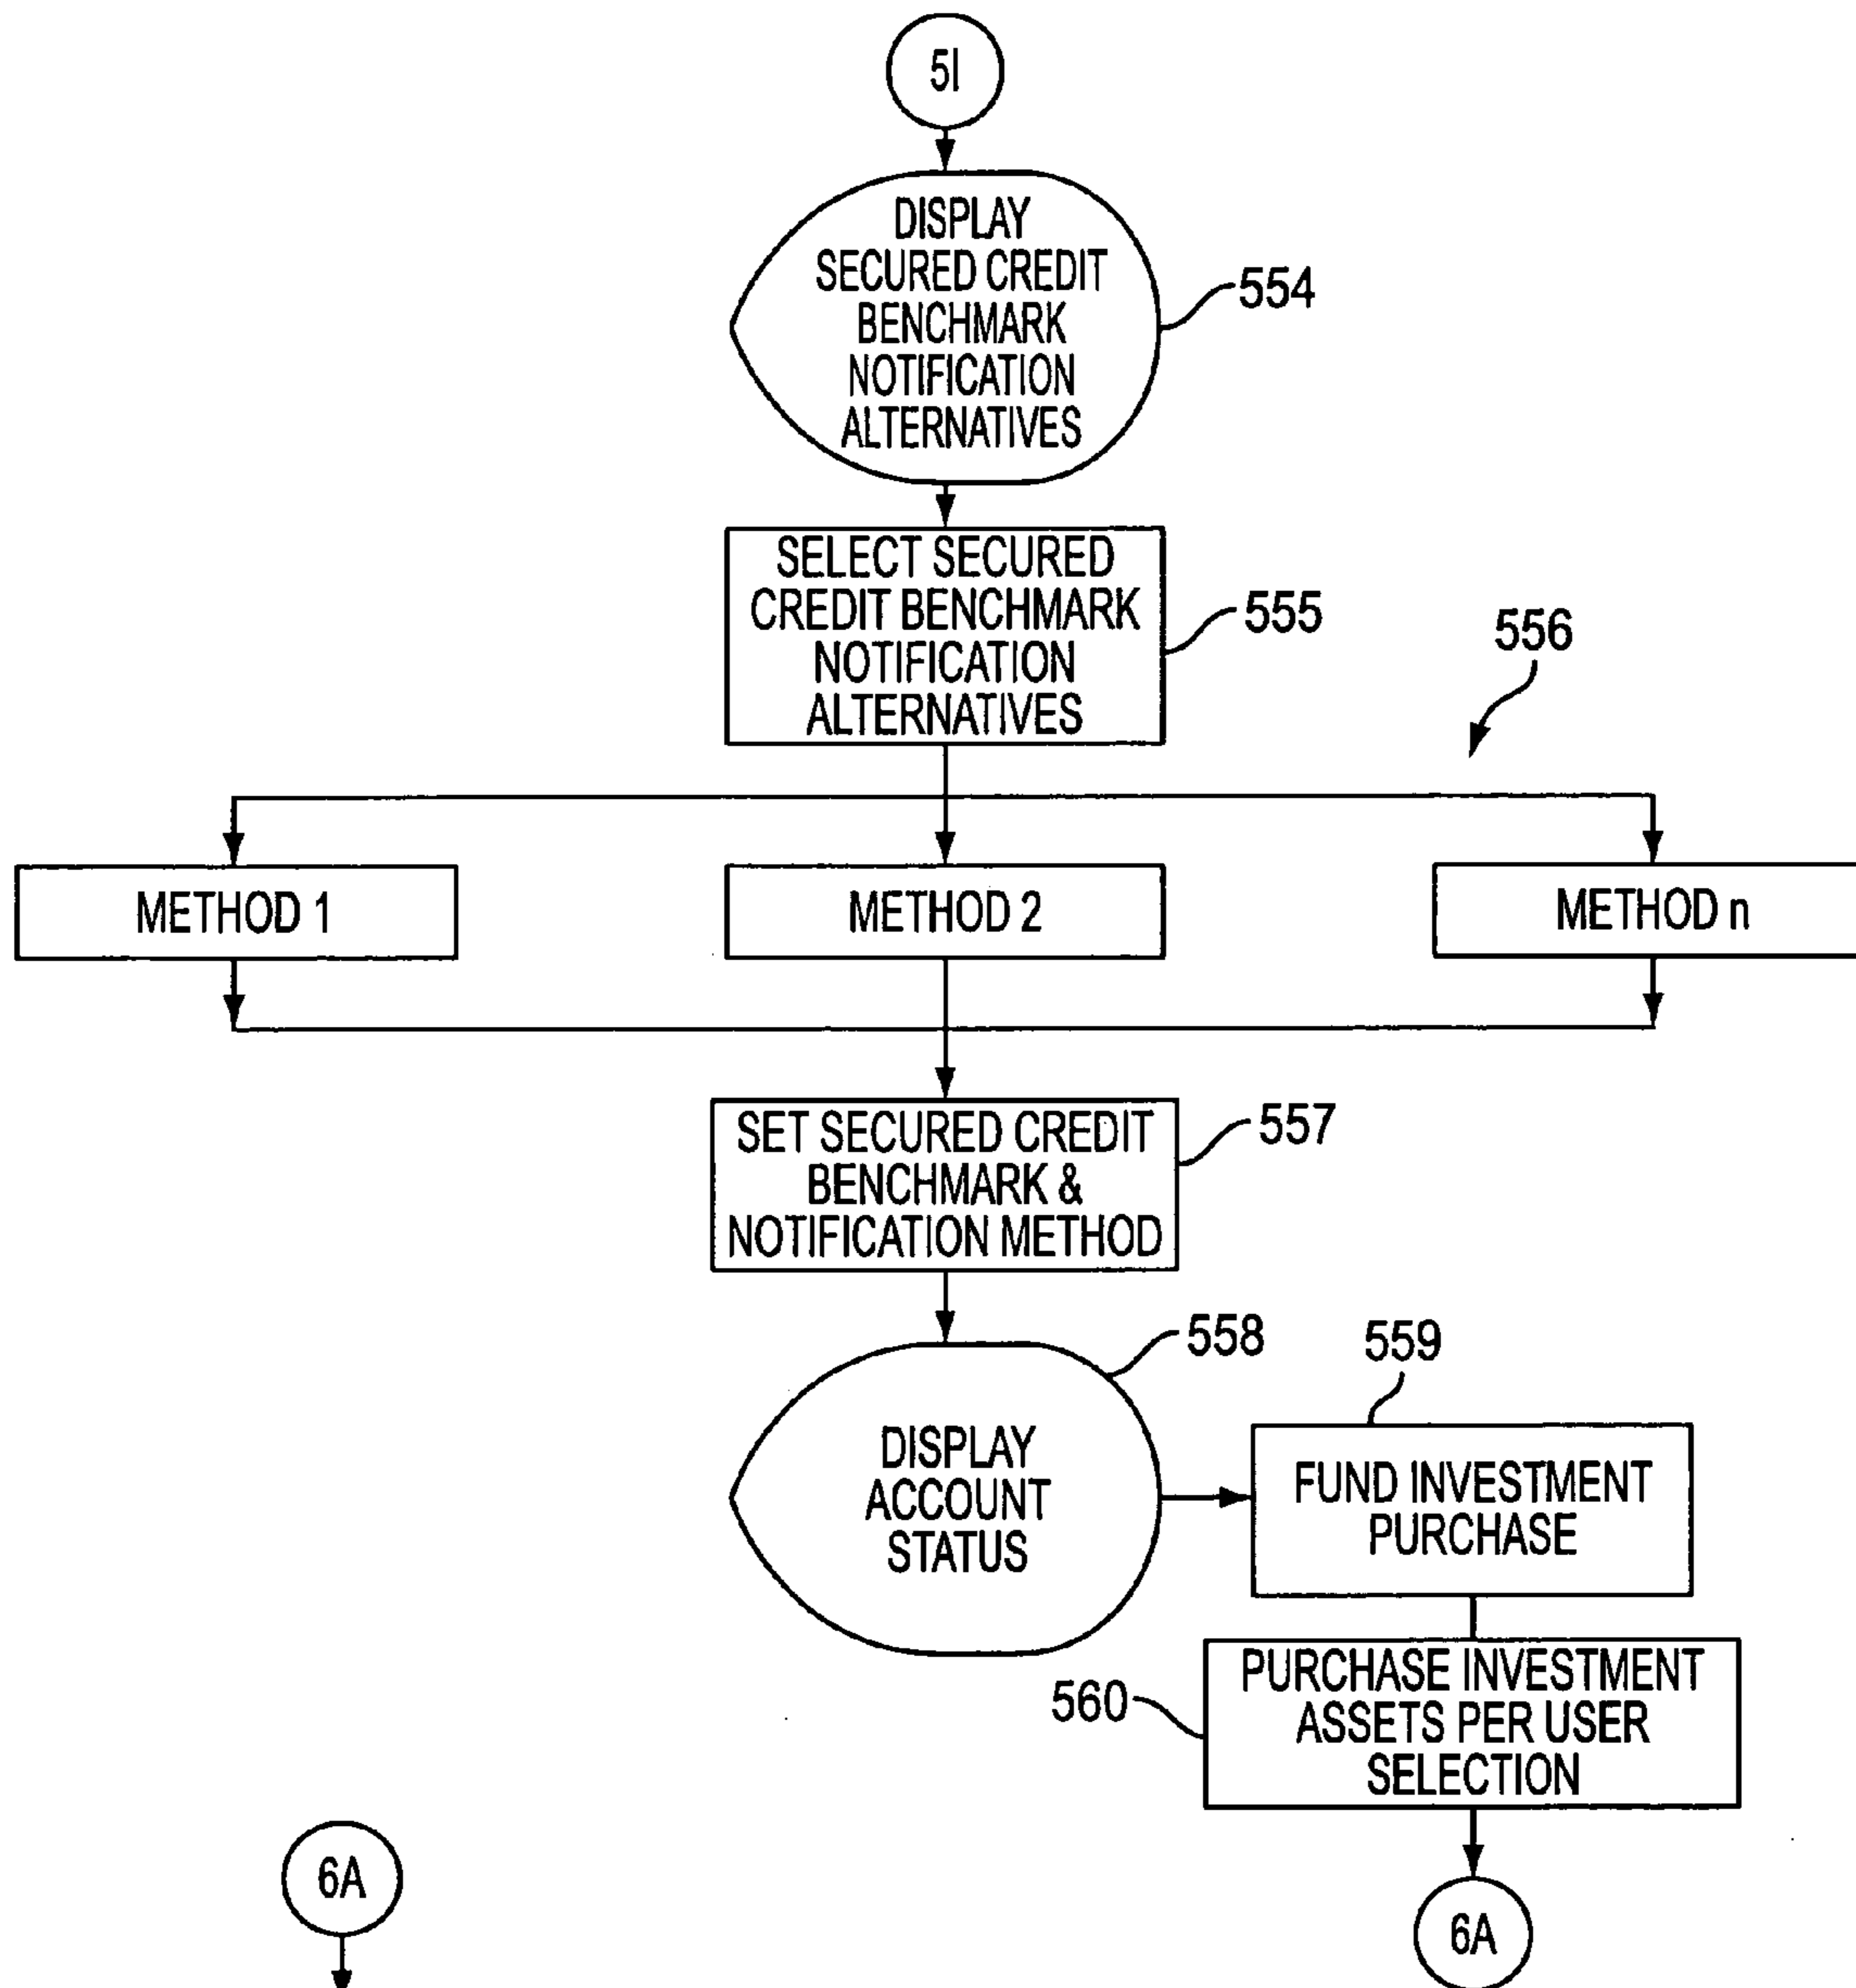 5I
DISPLAY
SECURED CREDIT
BENCHMARK
NOTIFICATION
ALTERNATIVES
554
SELECT SECURED
CREDIT BENCHMARK
NOTIFICATION
ALTERNATIVES
555
556
METHOD 1
METHOD 2
METHOD n
SET SECURED CREDIT
BENCHMARK &
NOTIFICATION METHOD
557
DISPLAY
ACCOUNT
STATUS
558
559
FUND INVESTMENT
PURCHASE
560
PURCHASE INVESTMENT
ASSETS PER USER
SELECTION
6A
6A